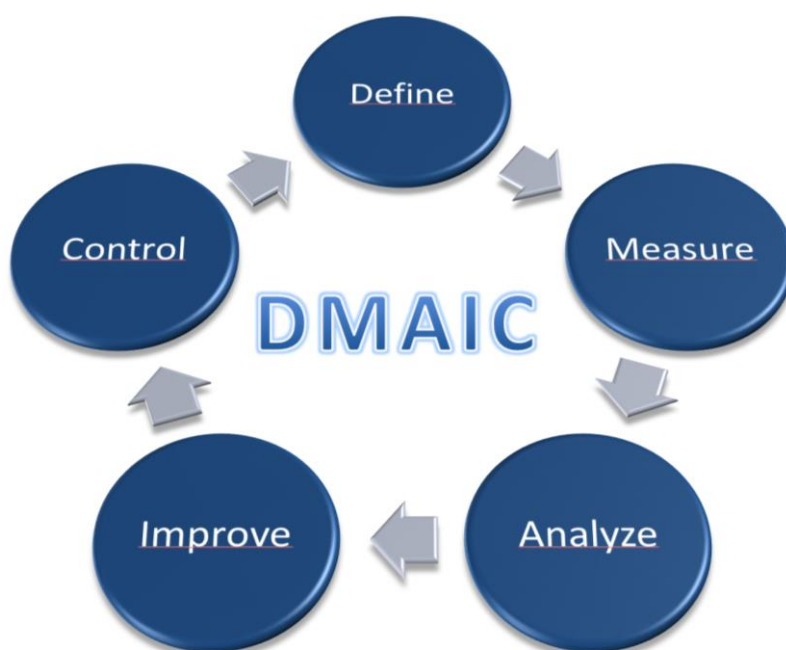 Define
Measure
Analyze
Improve
Control
DMAIC